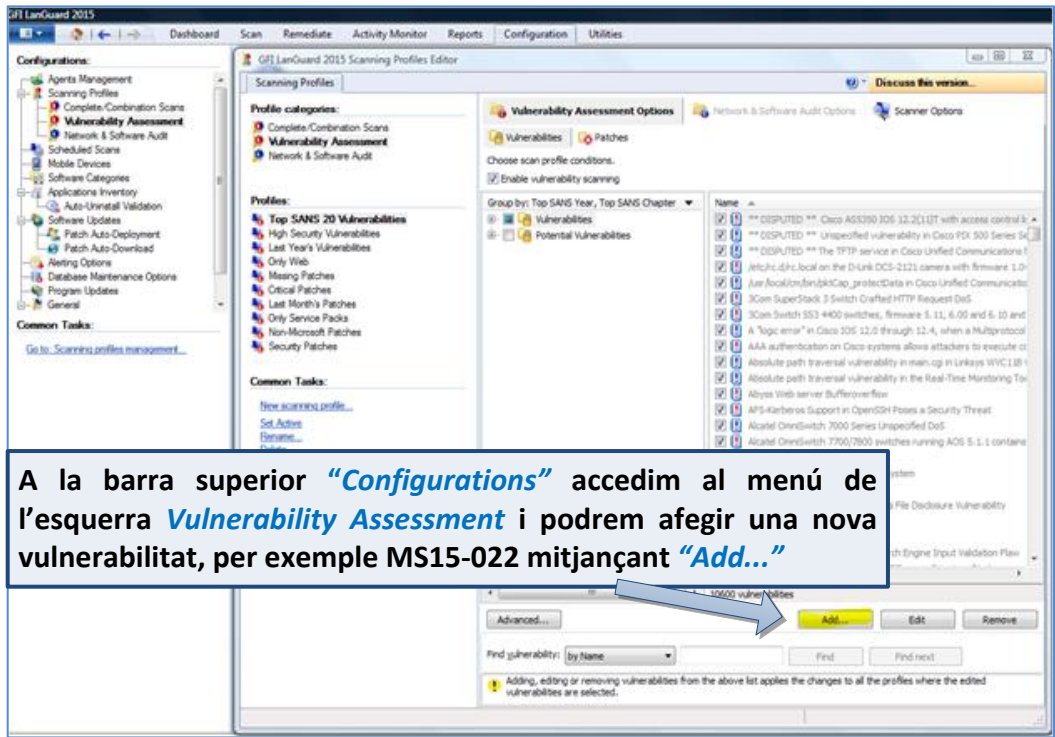 GFI LanGuard 2015
Dashboard Scan Remediate Activity Monitor Reports Configuration Utilities
Configurations:
Agents Management
Scanning Profiles
Complete/Combination Scans
Vulnerability Assessment
Network & Software Audit
Scheduled Scans
Mobile Devices
Software Categories
Applications Inventory
Auto-Uninstall Validation
Software Updates
Patch Auto-Deployment
Patch Auto-Download
Alerting Options
Database Maintenance Options
Program Updates
General
Common Tasks:
Go to: Scanning profiles management...
GFI LanGuard 2015 Scanning Profiles Editor
Scanning Profiles
Discuss this version...
Profile categories:
Complete/Combination Scans
Vulnerability Assessment
Network & Software Audit
Profiles:
Top SANS 20 Vulnerabilities
High Security Vulnerabilities
Last Year's Vulnerabilities
Only Web
Missing Patches
Critical Patches
Last Month's Patches
Only Service Packs
Non-Microsoft Patches
Security Patches
Common Tasks:
New scanning profile...
Set Active
Rename...
Vulnerability Assessment Options Network & Software Audit Options Scanner Options
Vulnerabilities Patches
Choose scan profile conditions.
Enable vulnerability scanning
Group by: Top SANS Year, Top SANS Chapter
Vulnerabilities
Potential Vulnerabilities
Name
** DISPUTED ** Cisco AS5350 IOS 12.2(11)T with access control
** DISPUTED ** Unspecified vulnerability in Cisco PIX 500 Series
** DISPUTED ** The TFTP service in Cisco Unified Communications
/etc/rc.d/rc.local on the D-Link DCS-2121 camera with firmware 1.0
/usr/local/cm/bin/pktCap_protectData in Cisco Unified
3Com SuperStack 3 Switch Crafted HTTP Request DoS
3Com Switch SS3 4400 switches, firmware 5.11, 6.00 and 6.10 and
A "logic error" in Cisco IOS 12.0 through 12.4, when a Multiprotocol
AAA authentication on Cisco systems allows attackers to execute
Absolute path traversal vulnerability in main.cgi in Linksys WVC11B
Absolute path traversal vulnerability in the Real-Time Monitoring
Abyss Web server Bufferoverflow
AFS-Kerberos Support in OpenSSH Poses a Security Threat
Alcatel OmniSwitch 7000 Series Unspecified DoS
Alcatel OmniSwitch 7700/7800 switches running AOS 5.1.1
File Disclosure Vulnerability
Engine Input Validation Flaw
A la barra superior “Configurations” accedim al menú de
l’esquerra Vulnerability Assessment i podrem afegir una nova
vulnerabilitat, per exemple MS15-022 mitjançant “Add...”
10600 vulnerabilities
Advanced... Add... Edit Remove
Find vulnerability: by Name Find Find next
Adding, editing or removing vulnerabilities from the above list applies the changes to all the profiles where the edited
vulnerabilities are selected.